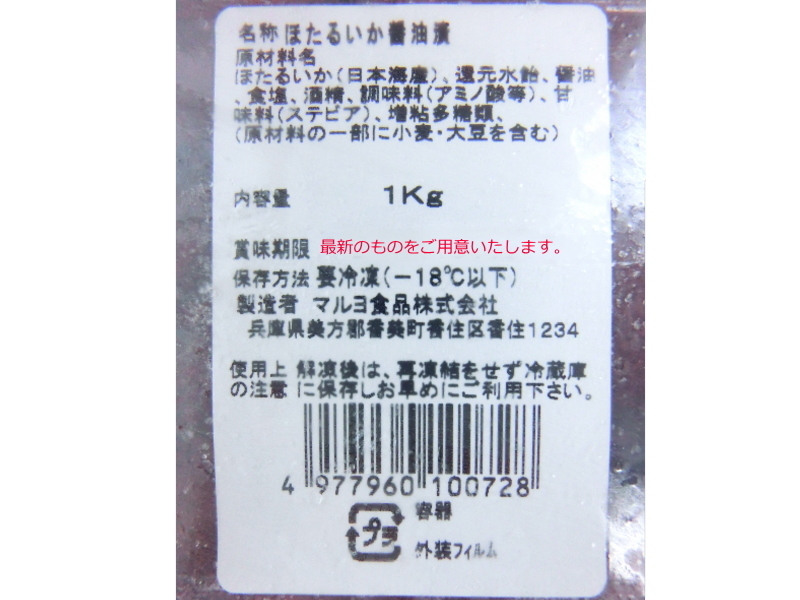 名称 ほたるいか醤油漬
原材料名
ほたるいか(日本海産)、還元水飴、醤油
、食塩、酒精、調味料(アミノ酸等)、甘
味料(ステビア)、増粘多糖類、
(原材料の一部に小麦・大豆を含む)
内容量 1Kg
賞味期限 最新のものをご用意いたします。
保存方法 要冷凍(-18℃以下)
製造者 マルヨ食品株式会社
兵庫県美方郡香美町香住区香住1234
使用上 解凍後は、再凍結をせず冷蔵庫
の注意 に保存しお早めにご利用下さい。
4 977960 100728
プラ 容器
外装フィルム